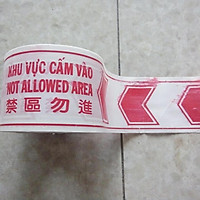 KHU VỰC CẤM VÀO
NOT ALLOWED AREA
禁區勿進